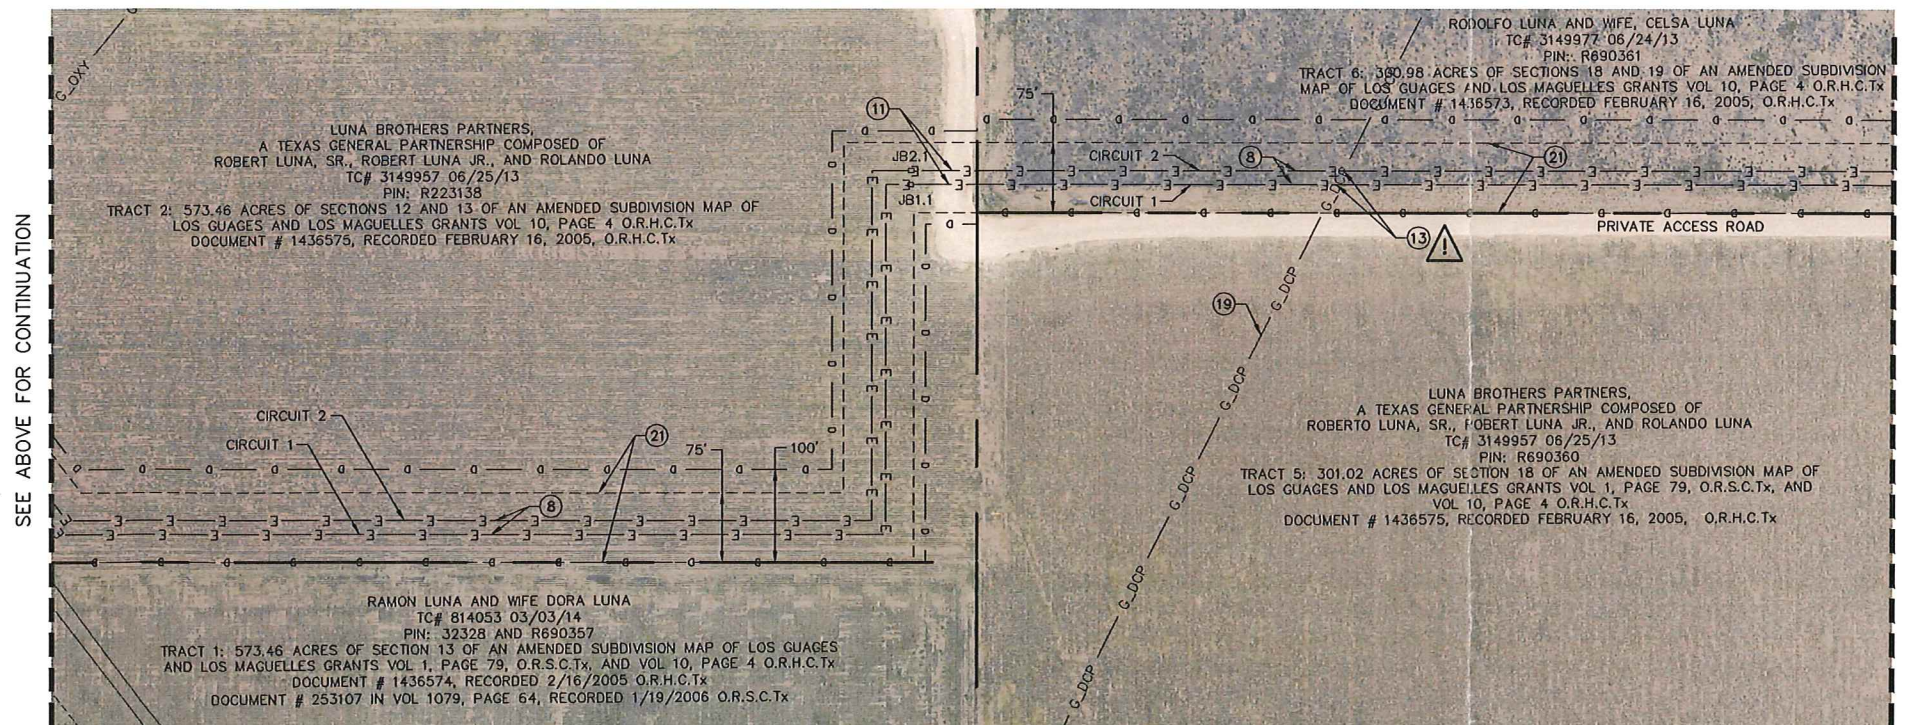 SEE ABOVE FOR CONTINUATION
G_OXY
LUNA BROTHERS PARTNERS,
A TEXAS GENERAL PARTNERSHIP COMPOSED OF
ROBERT LUNA, SR., ROBERT LUNA JR., AND ROLANDO LUNA
TC# 3149957 06/25/13
PIN: R223138
TRACT 2: 573.46 ACRES OF SECTIONS 12 AND 13 OF AN AMENDED SUBDIVISION MAP OF
LOS GUAGES AND LOS MAGUELLES GRANTS VOL 10, PAGE 4 O.R.H.C.Tx
DOCUMENT # 1436575, RECORDED FEBRUARY 16, 2005, O.R.H.C.Tx
11
JB2.1
JB1.1
75'
CIRCUIT 2
CIRCUIT 1
8
RODOLFO LUNA AND WIFE, CELSA LUNA
TC# 3149977 06/24/13
PIN: R690361
TRACT 6: 300.98 ACRES OF SECTIONS 18 AND 19 OF AN AMENDED SUBDIVISION
MAP OF LOS GUAGES AND LOS MAGUELLES GRANTS VOL 10, PAGE 4 O.R.H.C.Tx
DOCUMENT # 1436573, RECORDED FEBRUARY 16, 2005, O.R.H.C.Tx
21
13
!
PRIVATE ACCESS ROAD
19
G_DCP
G_DCP
G_DCP
G_DCP
G_DCP
LUNA BROTHERS PARTNERS,
A TEXAS GENERAL PARTNERSHIP COMPOSED OF
ROBERTO LUNA, SR., ROBERT LUNA JR., AND ROLANDO LUNA
TC# 3149957 06/25/13
PIN: R690360
TRACT 5: 301.02 ACRES OF SECTION 18 OF AN AMENDED SUBDIVISION MAP OF
LOS GUAGES AND LOS MAGUELLES GRANTS VOL 1, PAGE 79, O.R.S.C.Tx, AND
VOL 10, PAGE 4 O.R.H.C.Tx
DOCUMENT # 1436575, RECORDED FEBRUARY 16, 2005, O.R.H.C.Tx
CIRCUIT 2
CIRCUIT 1
21
75'
100'
8
RAMON LUNA AND WIFE DORA LUNA
TC# 814053 03/03/14
PIN: 32328 AND R690357
TRACT 1: 573.46 ACRES OF SECTION 13 OF AN AMENDED SUBDIVISION MAP OF LOS GUAGES
AND LOS MAGUELLES GRANTS VOL 1, PAGE 79, O.R.S.C.Tx, AND VOL 10, PAGE 4 O.R.H.C.Tx
DOCUMENT # 1436574, RECORDED 2/16/2005 O.R.H.C.Tx
DOCUMENT # 253107 IN VOL 1079, PAGE 64, RECORDED 1/19/2006 O.R.S.C.Tx